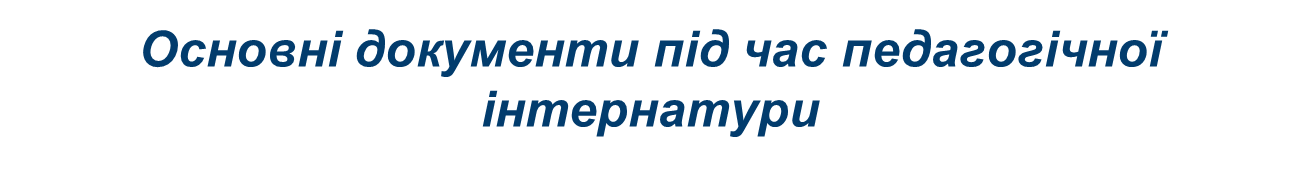 Основні документи під час педагогічної
інтернатури